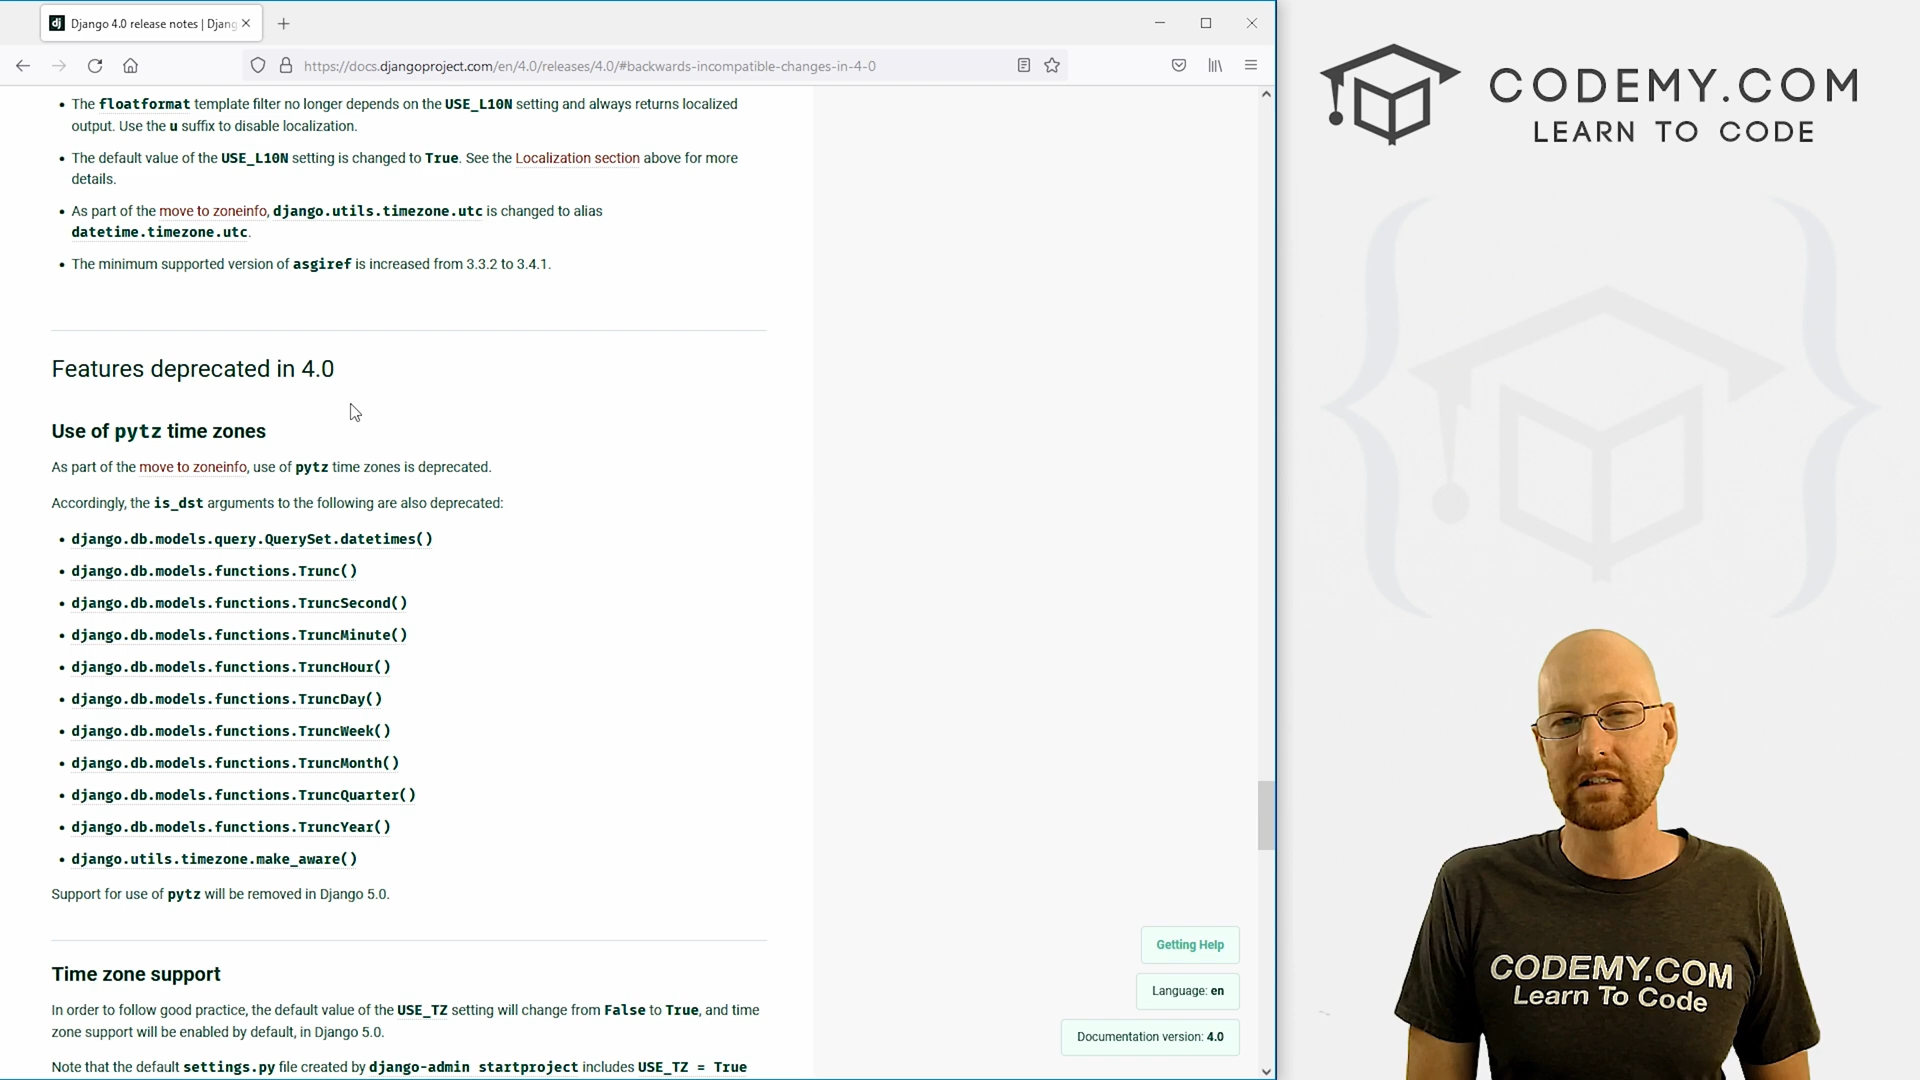 Django 4.0 release notes | Djang
https://docs.djangoproject.com/en/4.0/releases/4.0/#backwards-incompatible-changes-in-4-0
• The floatformat template filter no longer depends on the USE_L10N setting and always returns localized
output. Use the u suffix to disable localization.
• The default value of the USE_L10N setting is changed to True. See the Localization section above for more
details.
• As part of the move to zoneinfo, django.utils.timezone.utc is changed to alias
datetime.timezone.utc.
• The minimum supported version of asgiref is increased from 3.3.2 to 3.4.1.
Features deprecated in 4.0
Use of pytz time zones
As part of the move to zoneinfo, use of pytz time zones is deprecated.
Accordingly, the is_dst arguments to the following are also deprecated:
• django.db.models.query.QuerySet.datetimes()
• django.db.models.functions.Trunc()
• django.db.models.functions.TruncSecond()
• django.db.models.functions.TruncMinute()
• django.db.models.functions.TruncHour()
• django.db.models.functions.TruncDay()
• django.db.models.functions.TruncWeek()
• django.db.models.functions.TruncMonth()
• django.db.models.functions.TruncQuarter()
• django.db.models.functions.TruncYear()
• django.utils.timezone.make_aware()
Support for use of pytz will be removed in Django 5.0.
Time zone support
In order to follow good practice, the default value of the USE_TZ setting will change from False to True, and time
zone support will be enabled by default, in Django 5.0.
Note that the default settings.py file created by django-admin startproject includes USE_TZ = True
Getting Help
Language: en
Documentation version: 4.0
CODEMY.COM
LEARN TO CODE
CODEMY.COM
Learn To Code